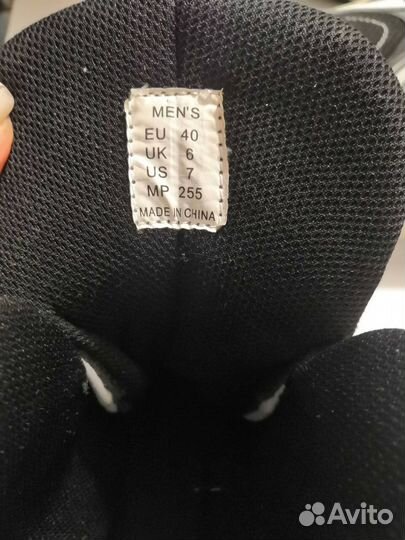 MEN'S
EU 40
UK 6
US 7
MP 255
MADE IN CHINA
Avito